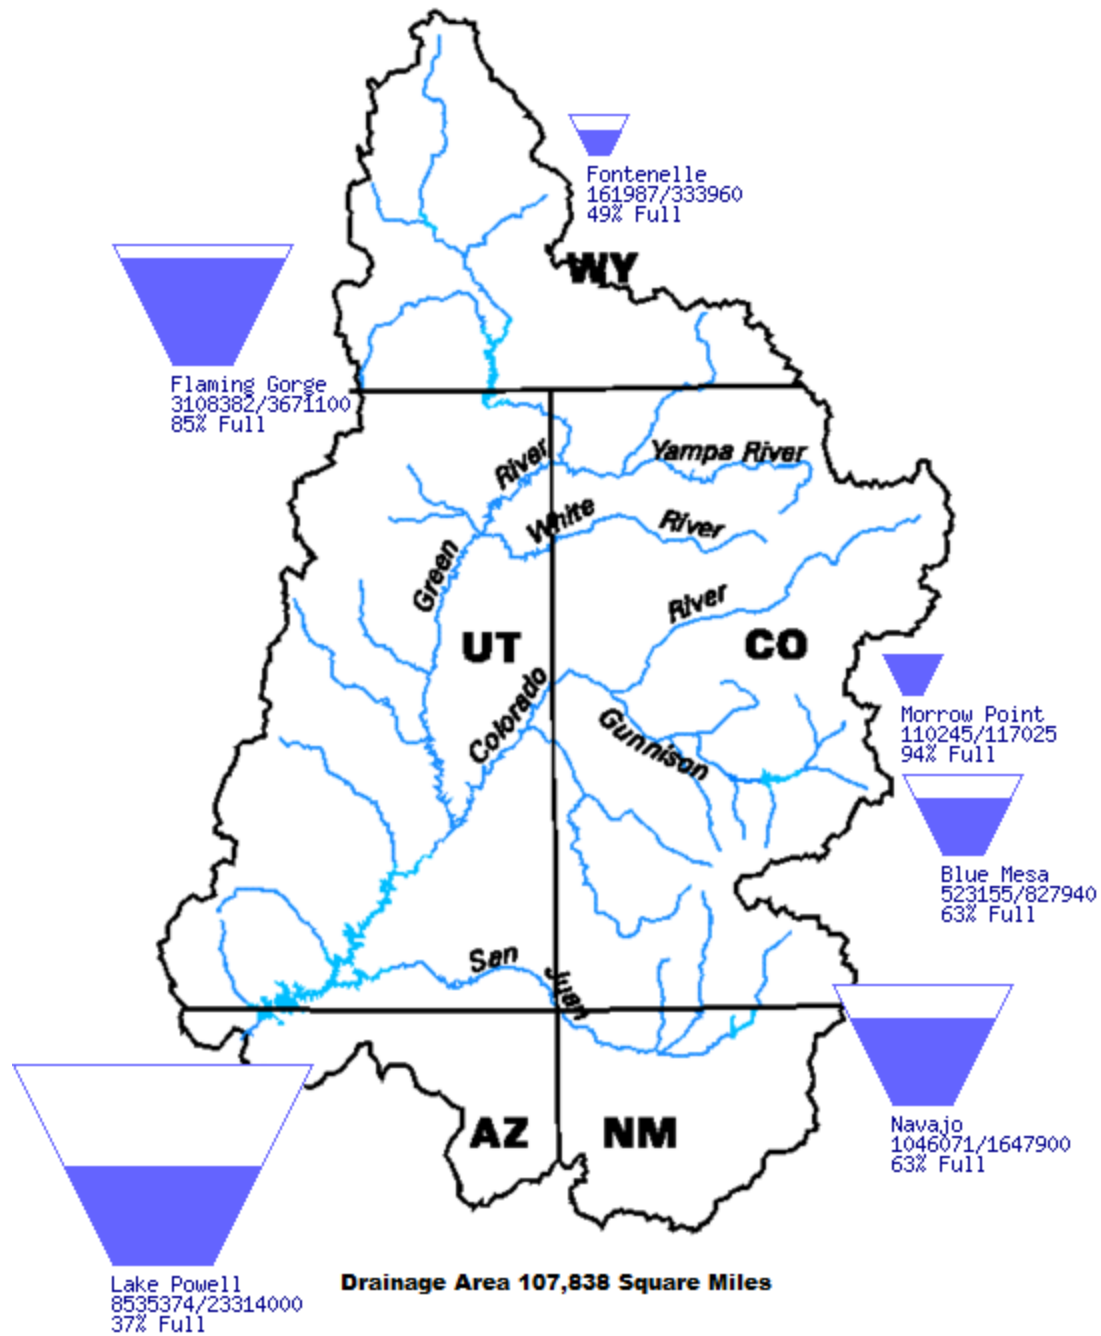 Fontenelle
161987/333960
49% Full
WY
Flaming Gorge
3108382/3671100
85% Full
River
Yampa River
White
River
Green
River
UT
CO
Colorado
Gunnison
Morrow Point
110245/117025
94% Full
Blue Mesa
523155/827940
63% Full
San
Juan
AZ
NM
Navajo
1046071/1647900
63% Full
Lake Powell
8535374/23314000
37% Full
Drainage Area 107,838 Square Miles